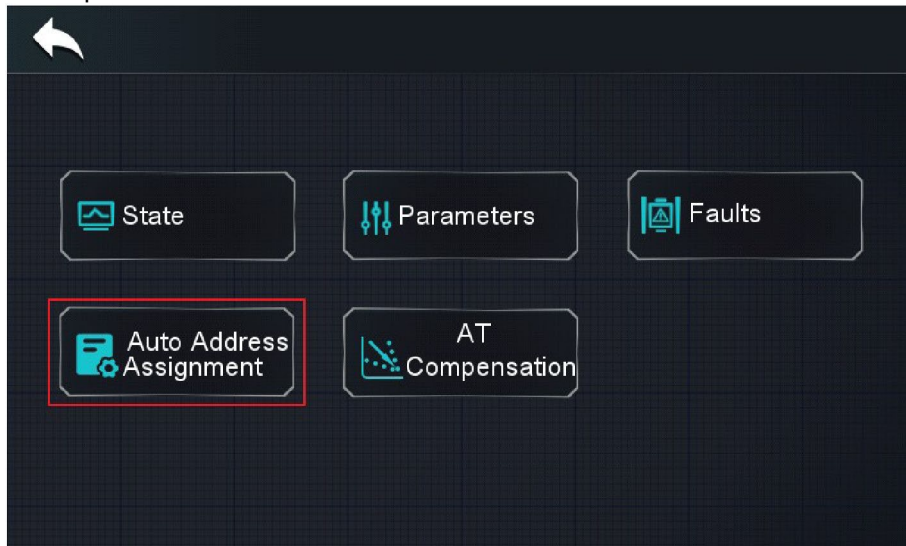 State
Parameters
Faults
Auto Address
Assignment
AT
Compensation